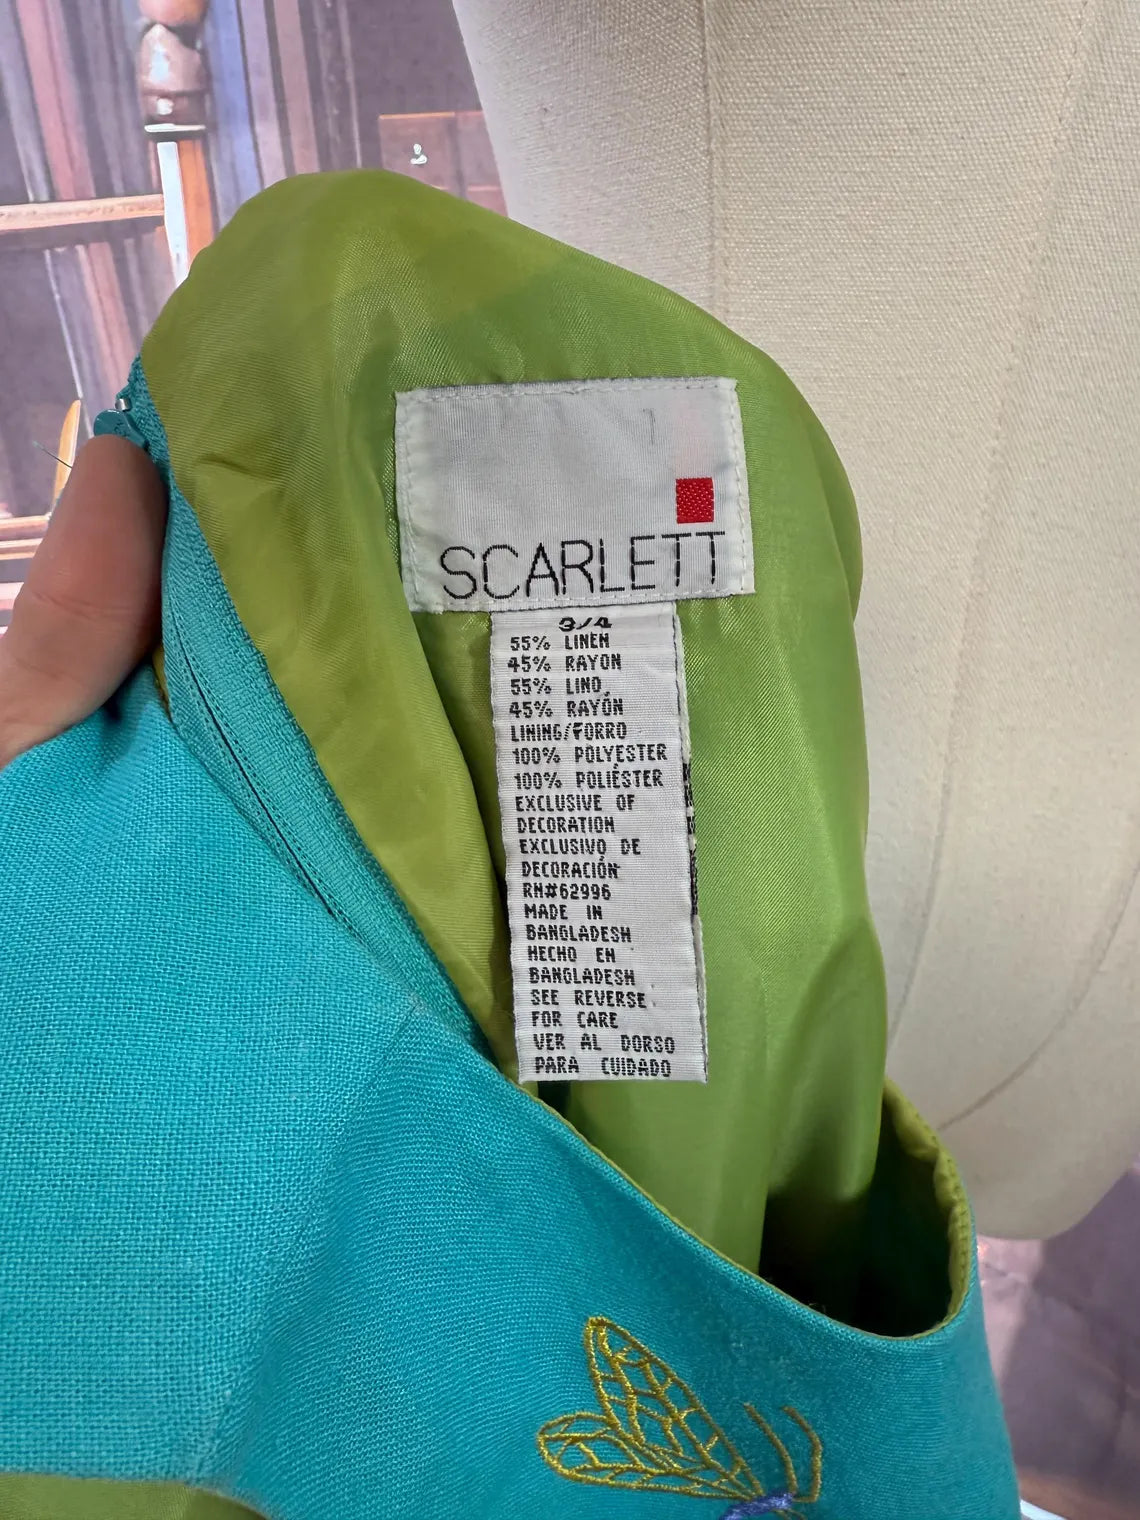 SCARLETT
3/4
55% LINEN
45% RAYON
55% LINO
45% RAYÓN
LINING/FORRO
100% POLYESTER
100% POLIÉSTER
EXCLUSIVE OF
DECORATION
EXCLUSIVO DE
DECORACIÓN
RN#62996
MADE IN
BANGLADESH
HECHO EN
BANGLADESH
SEE REVERSE
FOR CARE
VER AL DORSO
PARA CUIDADO